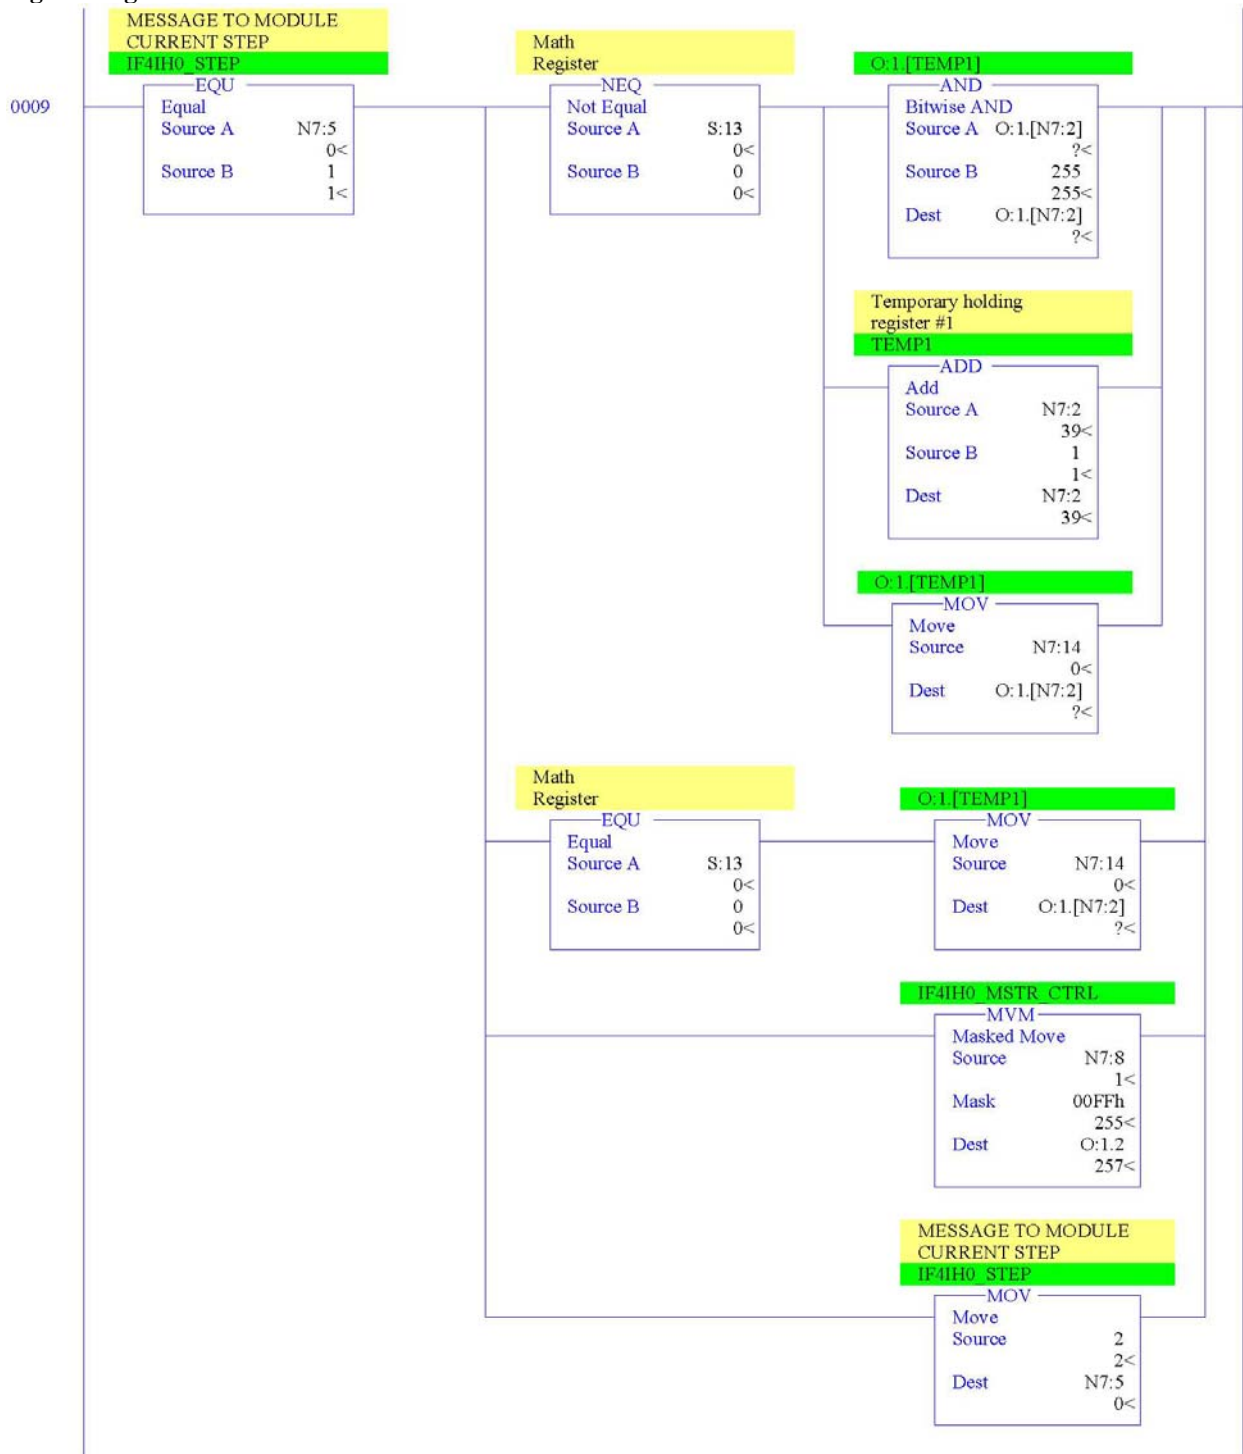 MESSAGE TO MODULE
CURRENT STEP
IF4IH0_STEP
0009
EQU
Equal
Source A N7:5
0<
Source B 1
1<
Math
Register
NEQ
Not Equal
Source A S:13
0<
Source B 0
0<
O:1.[TEMP1]
AND
Bitwise AND
Source A O:1.[N7:2]
?<
Source B 255
255<
Dest O:1.[N7:2]
?<
Temporary holding
register #1
TEMP1
ADD
Add
Source A N7:2
39<
Source B 1
1<
Dest N7:2
39<
O:1.[TEMP1]
MOV
Move
Source N7:14
0<
Dest O:1.[N7:2]
?<
Math
Register
EQU
Equal
Source A S:13
0<
Source B 0
0<
O:1.[TEMP1]
MOV
Move
Source N7:14
0<
Dest O:1.[N7:2]
?<
IF4IH0_MSTR_CTRL
MVM
Masked Move
Source N7:8
1<
Mask 00FFh
255<
Dest O:1.2
257<
MESSAGE TO MODULE
CURRENT STEP
IF4IH0_STEP
MOV
Move
Source 2
2<
Dest N7:5
0<